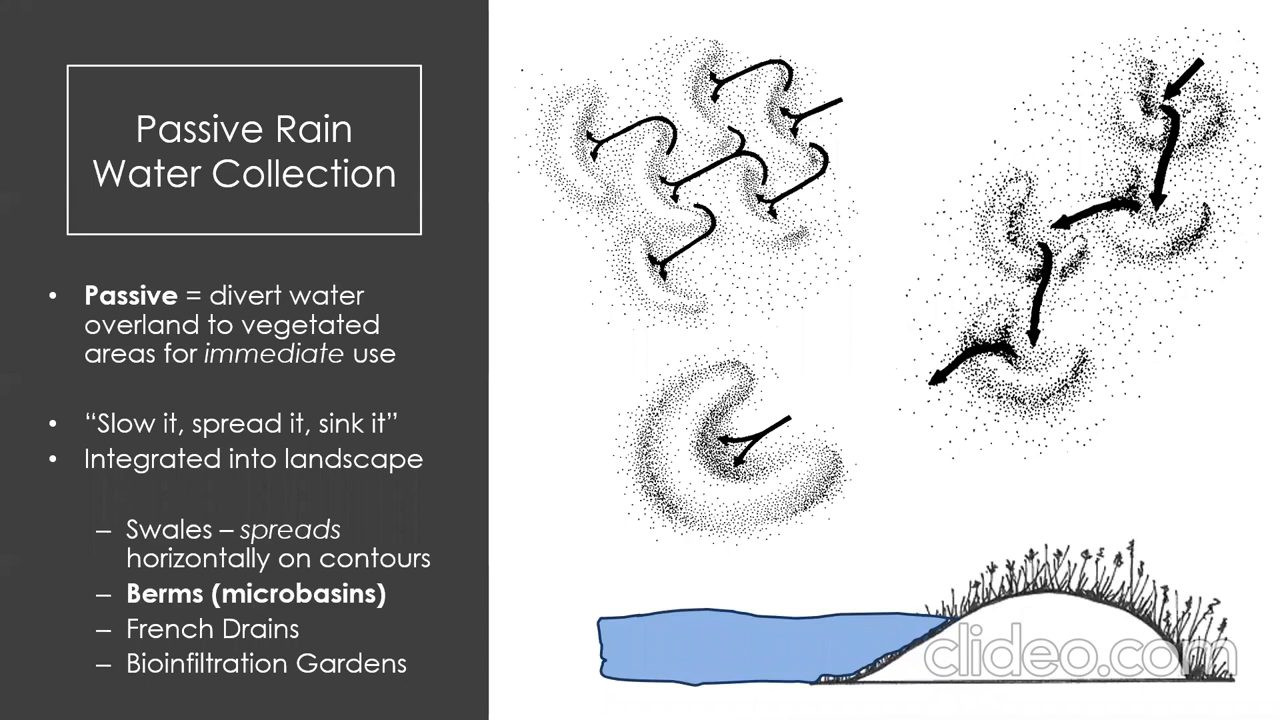 Passive Rain
Water Collection
• Passive = divert water
overland to vegetated
areas for immediate use
• “Slow it, spread it, sink it”
• Integrated into landscape
– Swales – spreads
horizontally on contours
– Berms (microbasins)
– French Drains
– Bioinfiltration Gardens
clideo.com